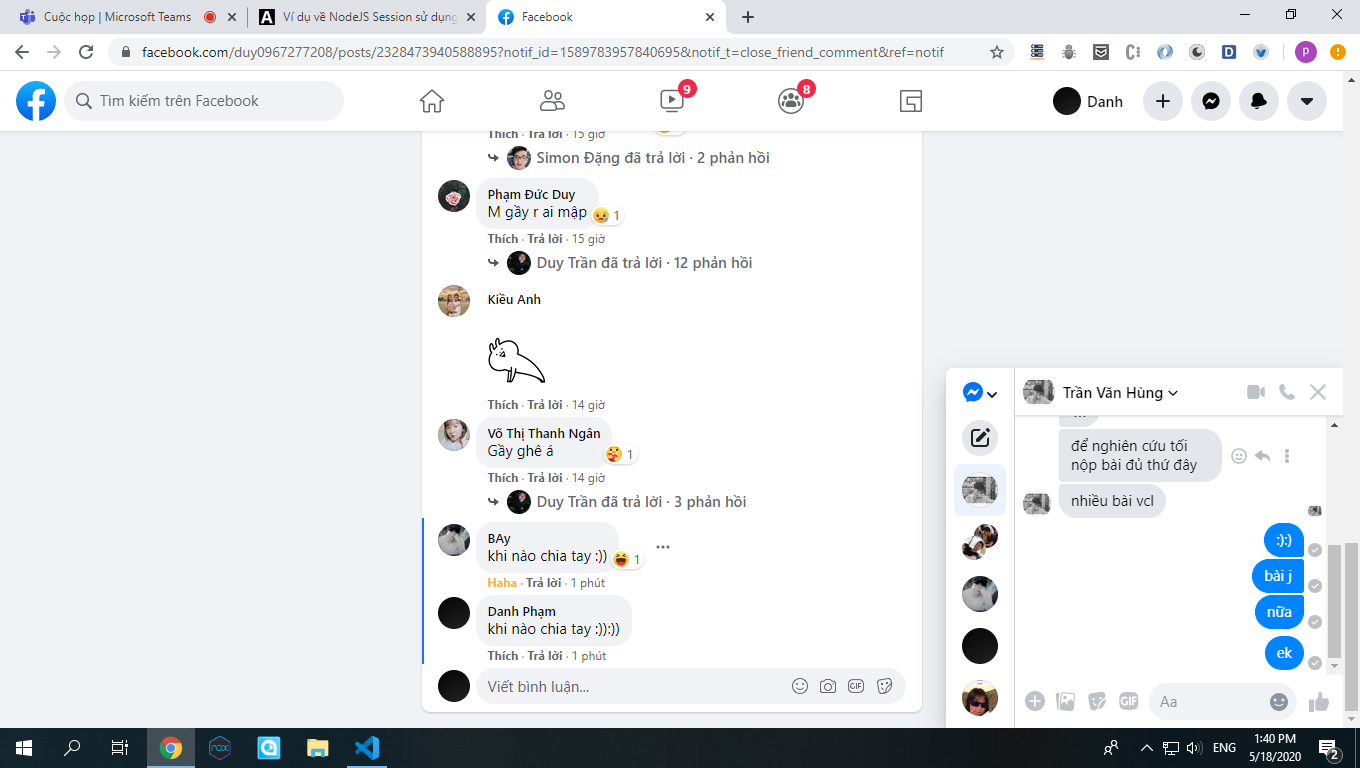 Cuộc họp | Microsoft Teams
Ví dụ về NodeJS Session sử dụng
Facebook
facebook.com/duy0967277208/posts/2328473940588895?notif_id=1589783957840695&notif_t=close_friend_comment&ref=notif
Tìm kiếm trên Facebook
9
8
Danh
Thích · Trả lời · 15 giờ
Simon Đặng đã trả lời · 2 phản hồi
Phạm Đức Duy
M gầy r ai mập
1
Thích · Trả lời · 15 giờ
Duy Trần đã trả lời · 12 phản hồi
Kiều Anh
Thích · Trả lời · 14 giờ
Võ Thị Thanh Ngân
Gầy ghê á
1
Thích · Trả lời · 14 giờ
Duy Trần đã trả lời · 3 phản hồi
BAy
khi nào chia tay :))
1
Haha · Trả lời · 1 phút
Danh Phạm
khi nào chia tay :)):))
Thích · Trả lời · 1 phút
Viết bình luận...
GIF
Trần Văn Hùng
...
để nghiên cứu tối
nộp bài đủ thứ đây
nhiều bài vcl
:):)
bài j
nữa
ek
GIF
Aa
nox
ENG
1:40 PM
5/18/2020
2